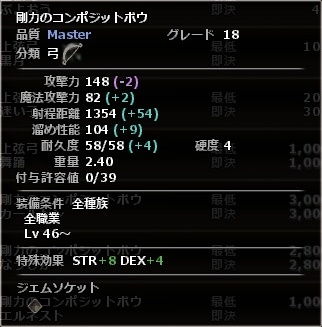 剛力のコンポジットボウ
品質 Master グレード 18
分類 弓
攻撃力 148 (-2)
魔法攻撃力 82 (+2)
射程距離 1354 (+54)
溜め性能 104 (+9)
耐久度 58/58 (+4) 硬度 4
重量 2.40
付与許容値 0/39
装備条件 全種族
全職業
Lv 46～
特殊効果 STR+8 DEX+4
ジェムソケット